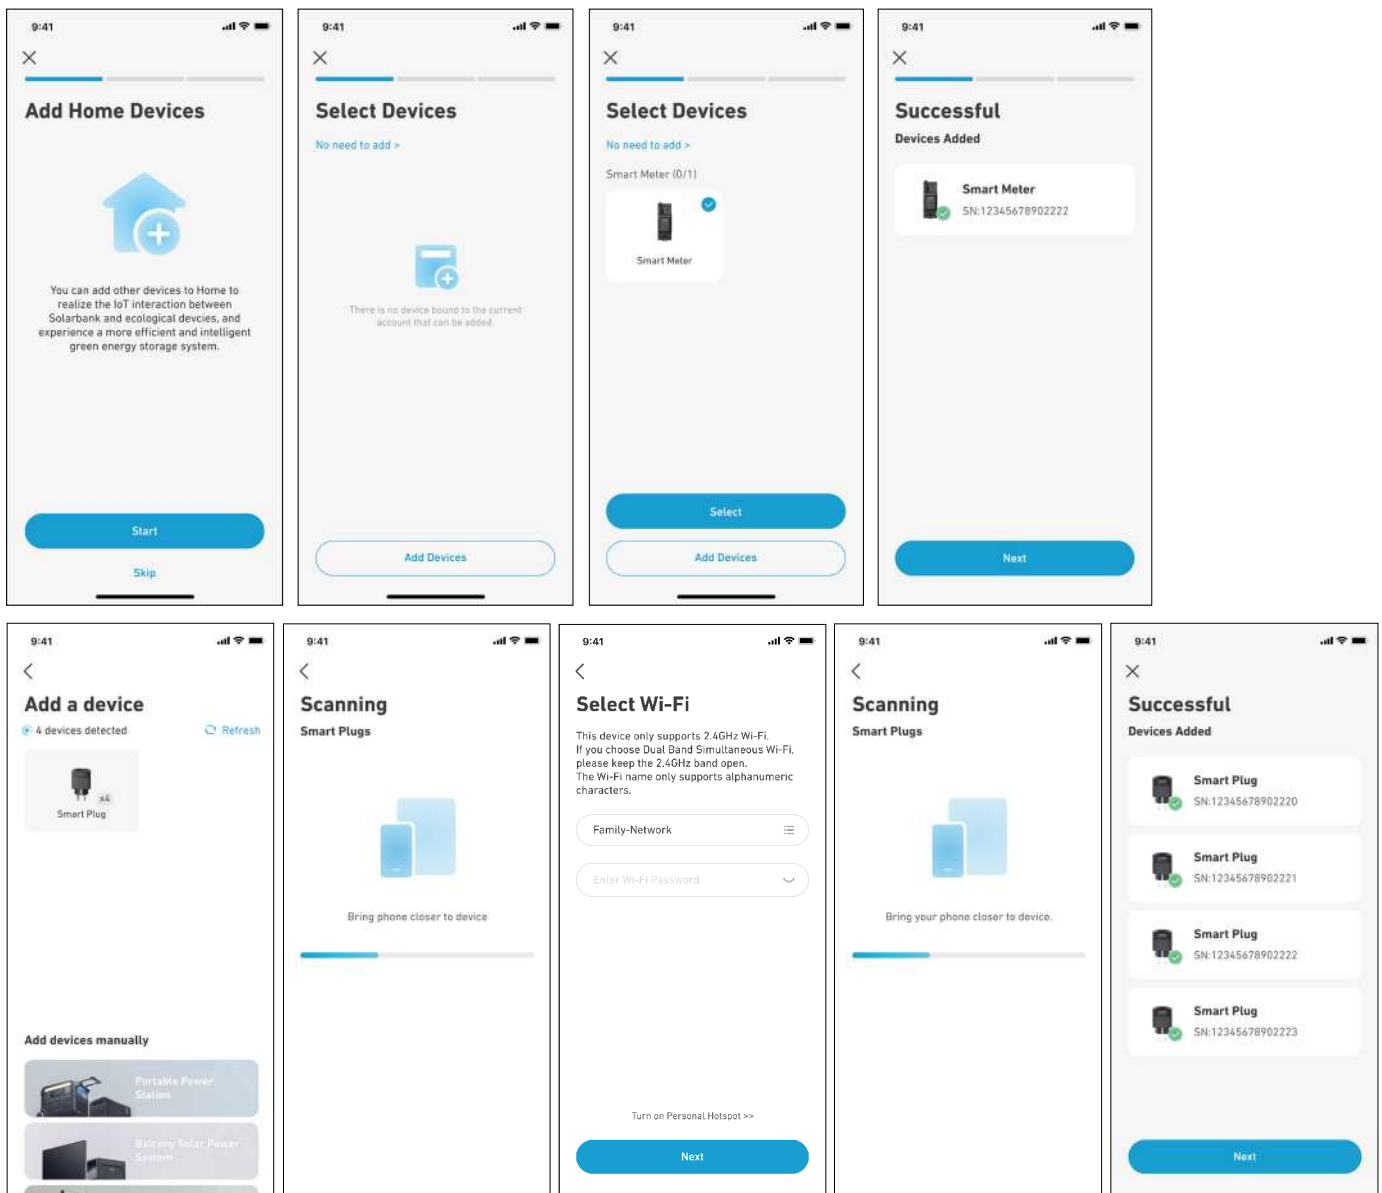 9:41
Add Home Devices
You can add other devices to Home to
realize the IoT interaction between
Solarbank and ecological devcies, and
experience a more efficient and intelligent
green energy storage system.
Start
Skip
9:41
Select Devices
No need to add >
There is no device bound to the current
account that can be added.
Add Devices
9:41
Select Devices
No need to add >
Smart Meter (0/1)
Smart Meter
Select
Add Devices
9:41
Successful
Devices Added
Smart Meter
SN:12345678902222
Next
9:41
Add a device
4 devices detected
Refresh
x4
Smart Plug
Add devices manually
Portable Power
Station
Balcony Solar Power
System
9:41
Scanning
Smart Plugs
Bring phone closer to device
9:41
Select Wi-Fi
This device only supports 2.4GHz Wi-Fi.
If you choose Dual Band Simultaneous Wi-Fi,
please keep the 2.4GHz band open.
The Wi-Fi name only supports alphanumeric
characters.
Family-Network
Enter Wi-Fi Password
Turn on Personal Hotspot >>
Next
9:41
Scanning
Smart Plugs
Bring your phone closer to device.
9:41
Successful
Devices Added
Smart Plug
SN:12345678902220
Smart Plug
SN:12345678902221
Smart Plug
SN:12345678902222
Smart Plug
SN:12345678902223
Next